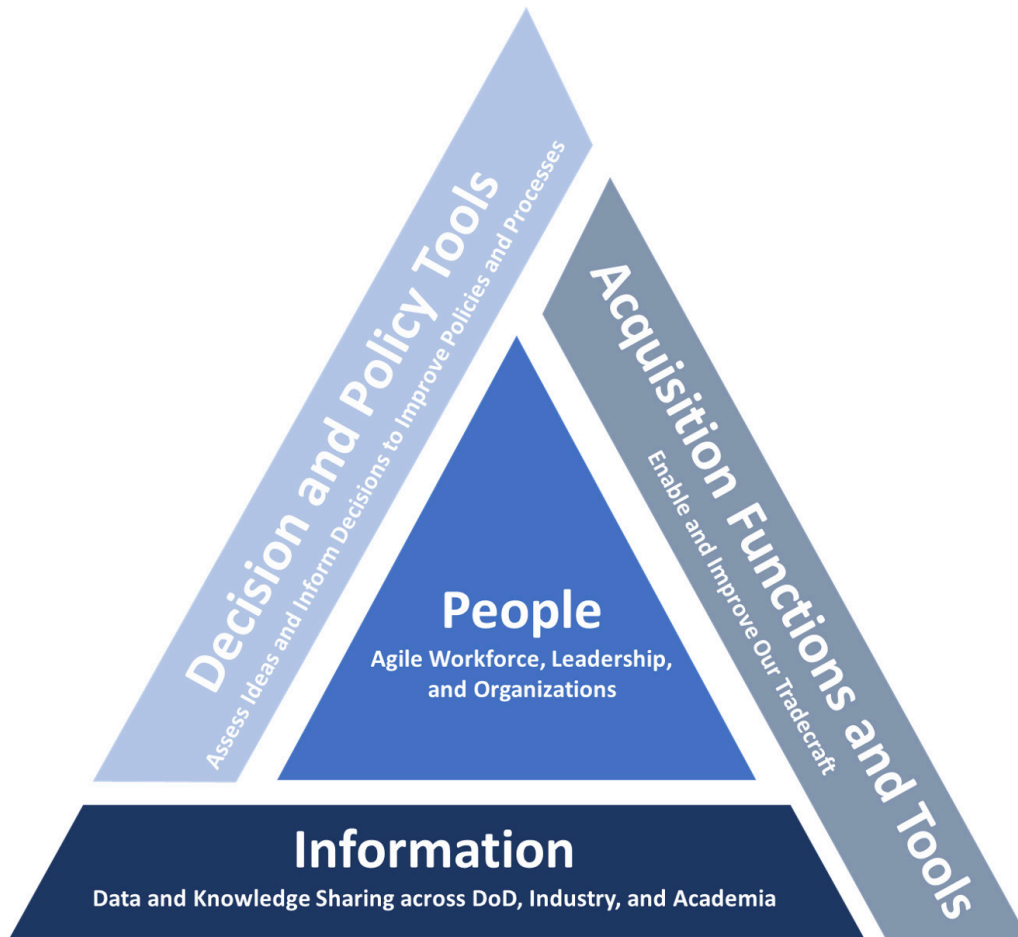 Decision and Policy Tools
Assess Ideas and Inform Decisions to Improve Policies and Processes
Acquisition Functions and Tools
Enable and Improve Our Tradecraft
People
Agile Workforce, Leadership,
and Organizations
Information
Data and Knowledge Sharing across DoD, Industry, and Academia